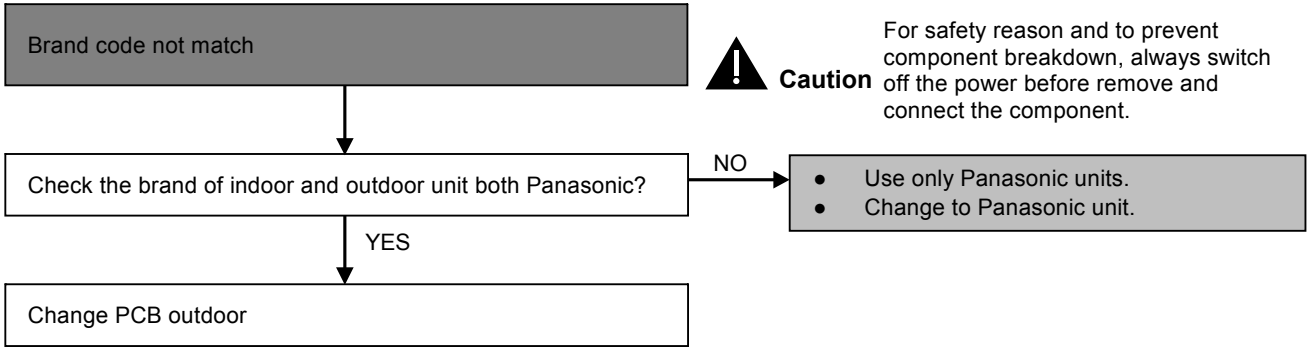 Brand code not match
Caution
For safety reason and to prevent
component breakdown, always switch
off the power before remove and
connect the component.
Check the brand of indoor and outdoor unit both Panasonic?
NO
● Use only Panasonic units.
● Change to Panasonic unit.
YES
Change PCB outdoor